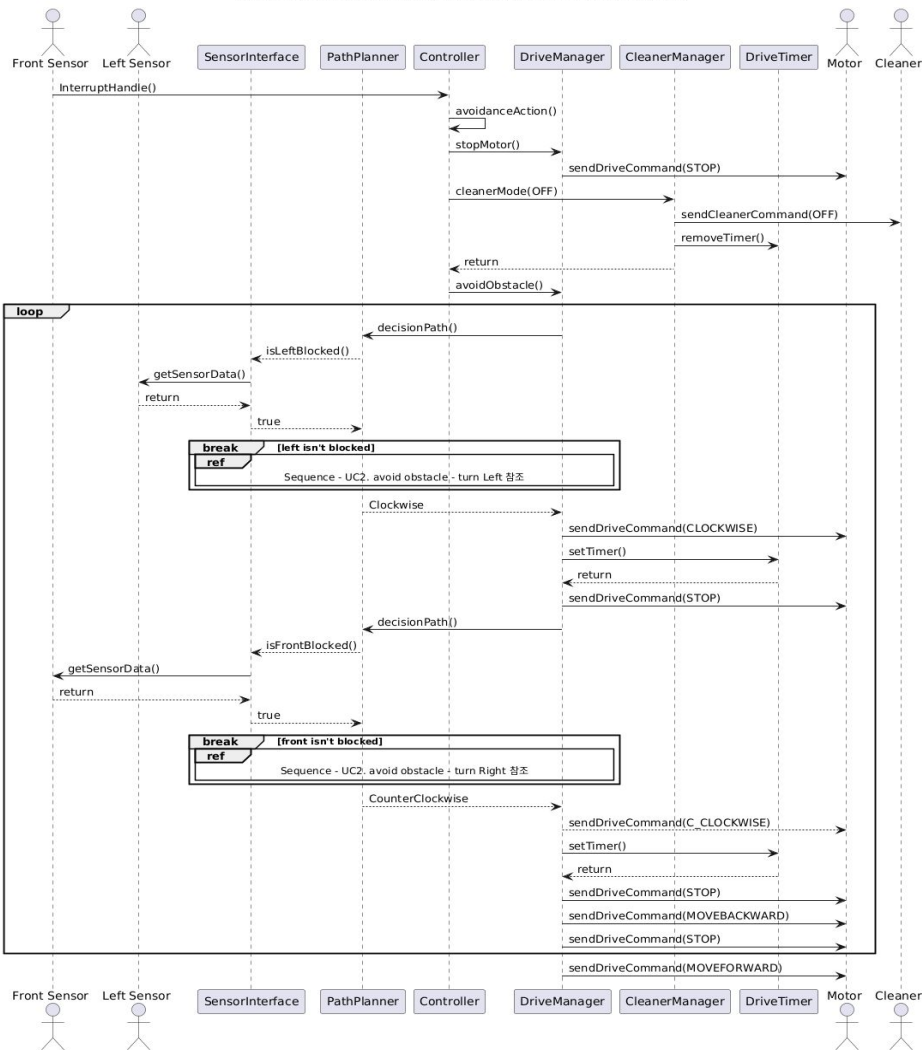 Front Sensor Left Sensor SensorInterface PathPlanner Controller DriveManager CleanerManager DriveTimer Motor Cleaner
InterruptHandle()
avoidanceAction()
stopMotor()
sendDriveCommand(STOP)
cleanerMode(OFF)
sendCleanerCommand(OFF)
removeTimer()
return
avoidObstacle()
loop
decisionPath()
isLeftBlocked()
getSensorData()
return
true
break [left isn't blocked]
ref
Sequence - UC2. avoid obstacle - turn Left 참조
Clockwise
sendDriveCommand(CLOCKWISE)
setTimer()
return
sendDriveCommand(STOP)
decisionPath()
isFrontBlocked()
getSensorData()
return
true
break [front isn't blocked]
ref
Sequence - UC2. avoid obstacle - turn Right 참조
CounterClockwise
sendDriveCommand(C_CLOCKWISE)
setTimer()
return
sendDriveCommand(STOP)
sendDriveCommand(MOVEBACKWARD)
sendDriveCommand(STOP)
sendDriveCommand(MOVEFORWARD)
Front Sensor Left Sensor SensorInterface PathPlanner Controller DriveManager CleanerManager DriveTimer Motor Cleaner